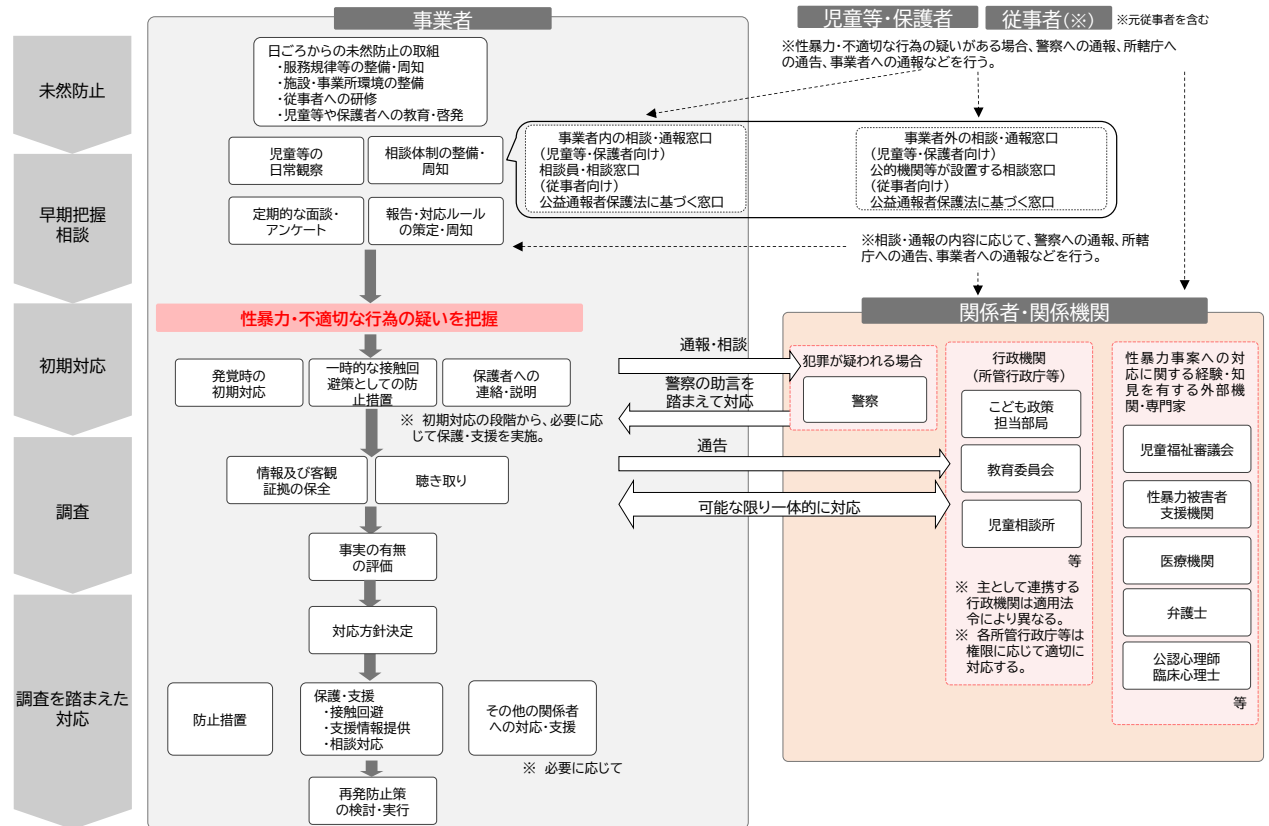 事業者
児童等・保護者
従事者(※)
※元従事者を含む
※性暴力・不適切な行為の疑いがある場合、警察への通報、所轄庁へ
の通告、事業者への通報などを行う。
未然防止
日ごろからの未然防止の取組
・服務規律等の整備・周知
・施設・事業所環境の整備
・従事者への研修
・児童等や保護者への教育・啓発
児童等の
日常観察
相談体制の整備・
周知
事業者内の相談・通報窓口
(児童等・保護者向け)
相談員・相談窓口
(従事者向け)
公益通報者保護法に基づく窓口
事業者外の相談・通報窓口
(児童等・保護者向け)
公的機関等が設置する相談窓口
(従事者向け)
公益通報者保護法に基づく窓口
早期把握
相談
定期的な面談・
アンケート
報告・対応ルール
の策定・周知
※相談・通報の内容に応じて、警察への通報、所轄
庁への通告、事業者への通報などを行う。
性暴力・不適切な行為の疑いを把握
関係者・関係機関
初期対応
発覚時の
初期対応
一時的な接触回
避策としての防
止措置
保護者への
連絡・説明
※ 初期対応の段階から、必要に応
じて保護・支援を実施。
通報・相談
警察の助言を
踏まえて対応
通告
可能な限り一体的に対応
犯罪が疑われる場合
警察
行政機関
(所管行政庁等)
こども政策
担当部局
教育委員会
児童相談所
等
※ 主として連携する
行政機関は適用法
令により異なる。
※ 各所管行政庁等は
権限に応じて適切に
対応する。
性暴力事案への対
応に関する経験・知
見を有する外部機
関・専門家
児童福祉審議会
性暴力被害者
支援機関
医療機関
弁護士
公認心理師
臨床心理士
等
調査
情報及び客観
証拠の保全
聴き取り
事実の有無
の評価
対応方針決定
調査を踏まえた
対応
防止措置
保護・支援
・接触回避
・支援情報提供
・相談対応
その他の関係者
への対応・支援
※ 必要に応じて
再発防止策
の検討・実行